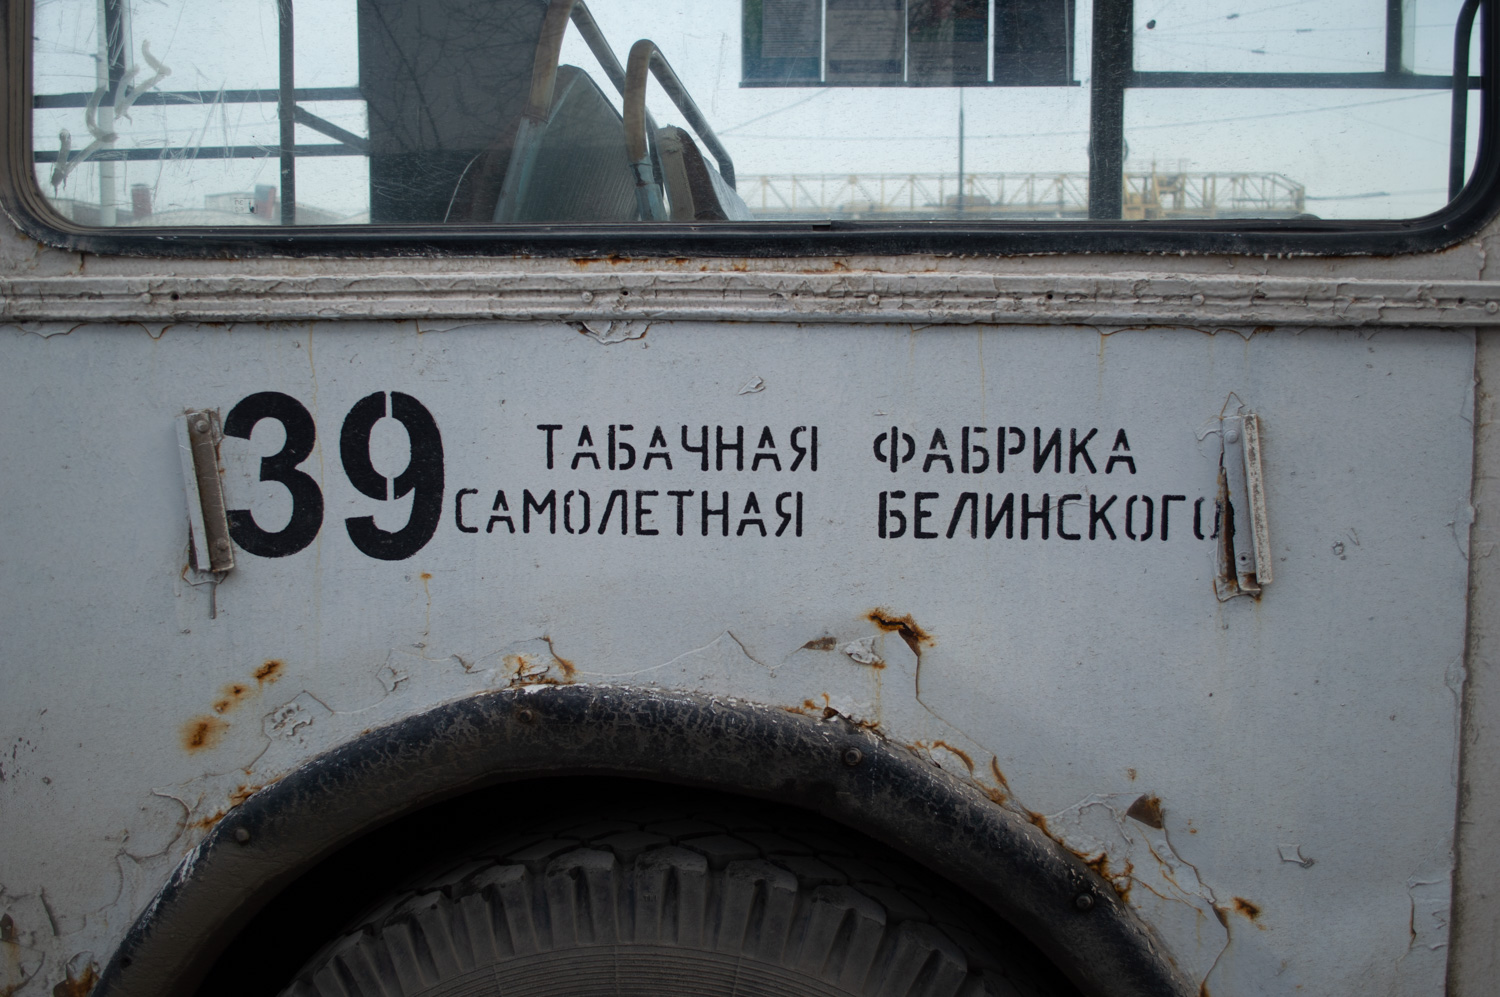 39
ТАБАЧНАЯ ФАБРИКА
САМОЛЕТНАЯ БЕЛИНСКОГО